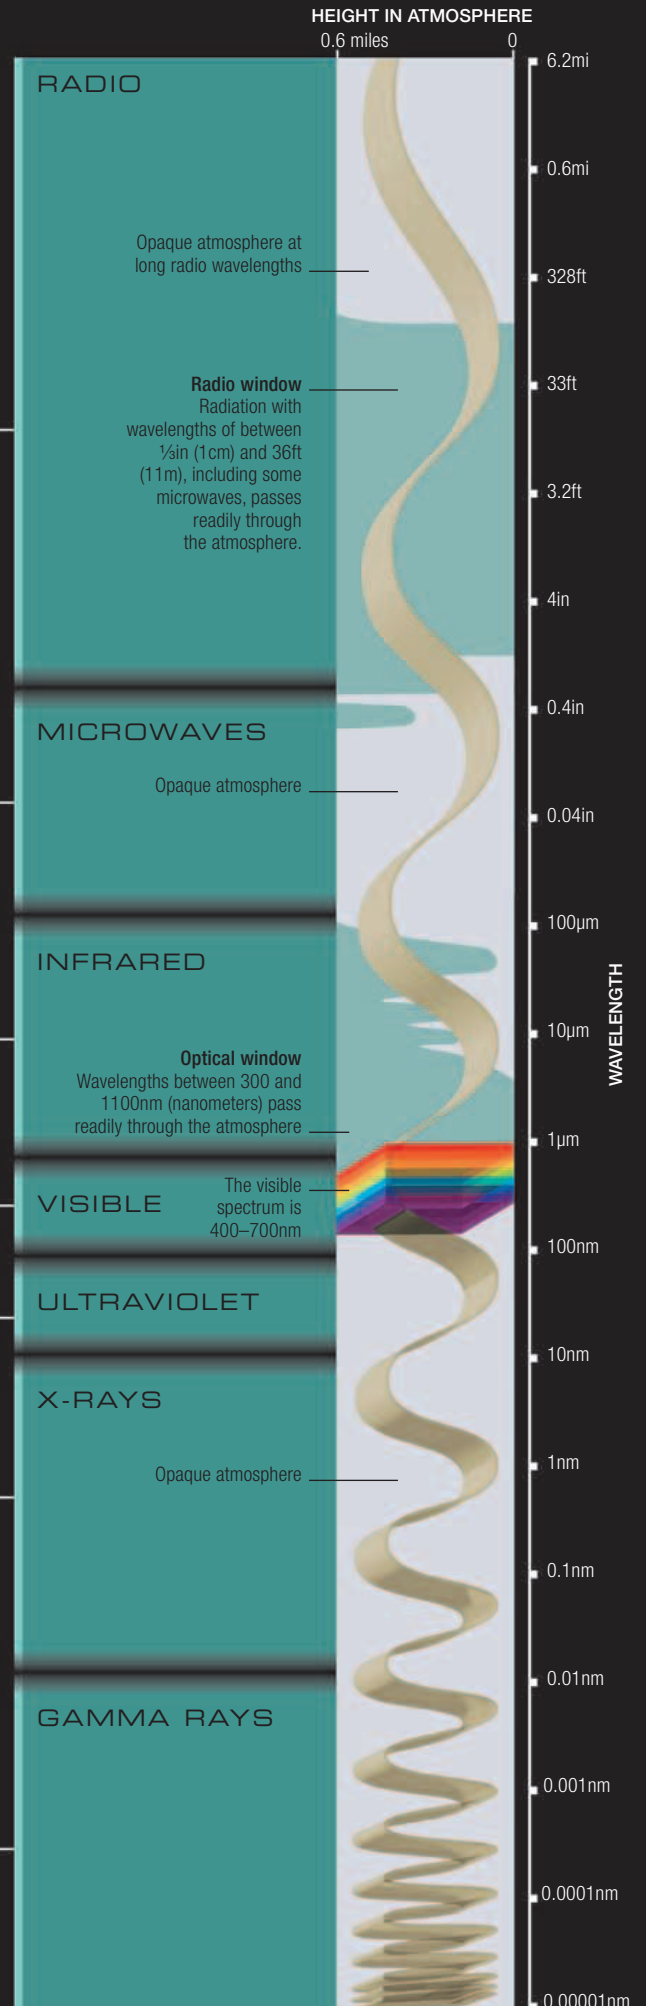 HEIGHT IN ATMOSPHERE
0.6 miles 0
6.2mi
RADIO
0.6mi
Opaque atmosphere at
long radio wavelengths
328ft
Radio window
Radiation with
wavelengths of between
⅓in (1cm) and 36ft
(11m), including some
microwaves, passes
readily through
the atmosphere.
33ft
3.2ft
4in
0.4in
MICROWAVES
Opaque atmosphere
0.04in
100µm
INFRARED
WAVELENGTH
10µm
Optical window
Wavelengths between 300 and
1100nm (nanometers) pass
readily through the atmosphere
1µm
VISIBLE
The visible
spectrum is
400–700nm
100nm
ULTRAVIOLET
10nm
X-RAYS
1nm
Opaque atmosphere
0.1nm
0.01nm
GAMMA RAYS
0.001nm
0.0001nm
0.00001nm